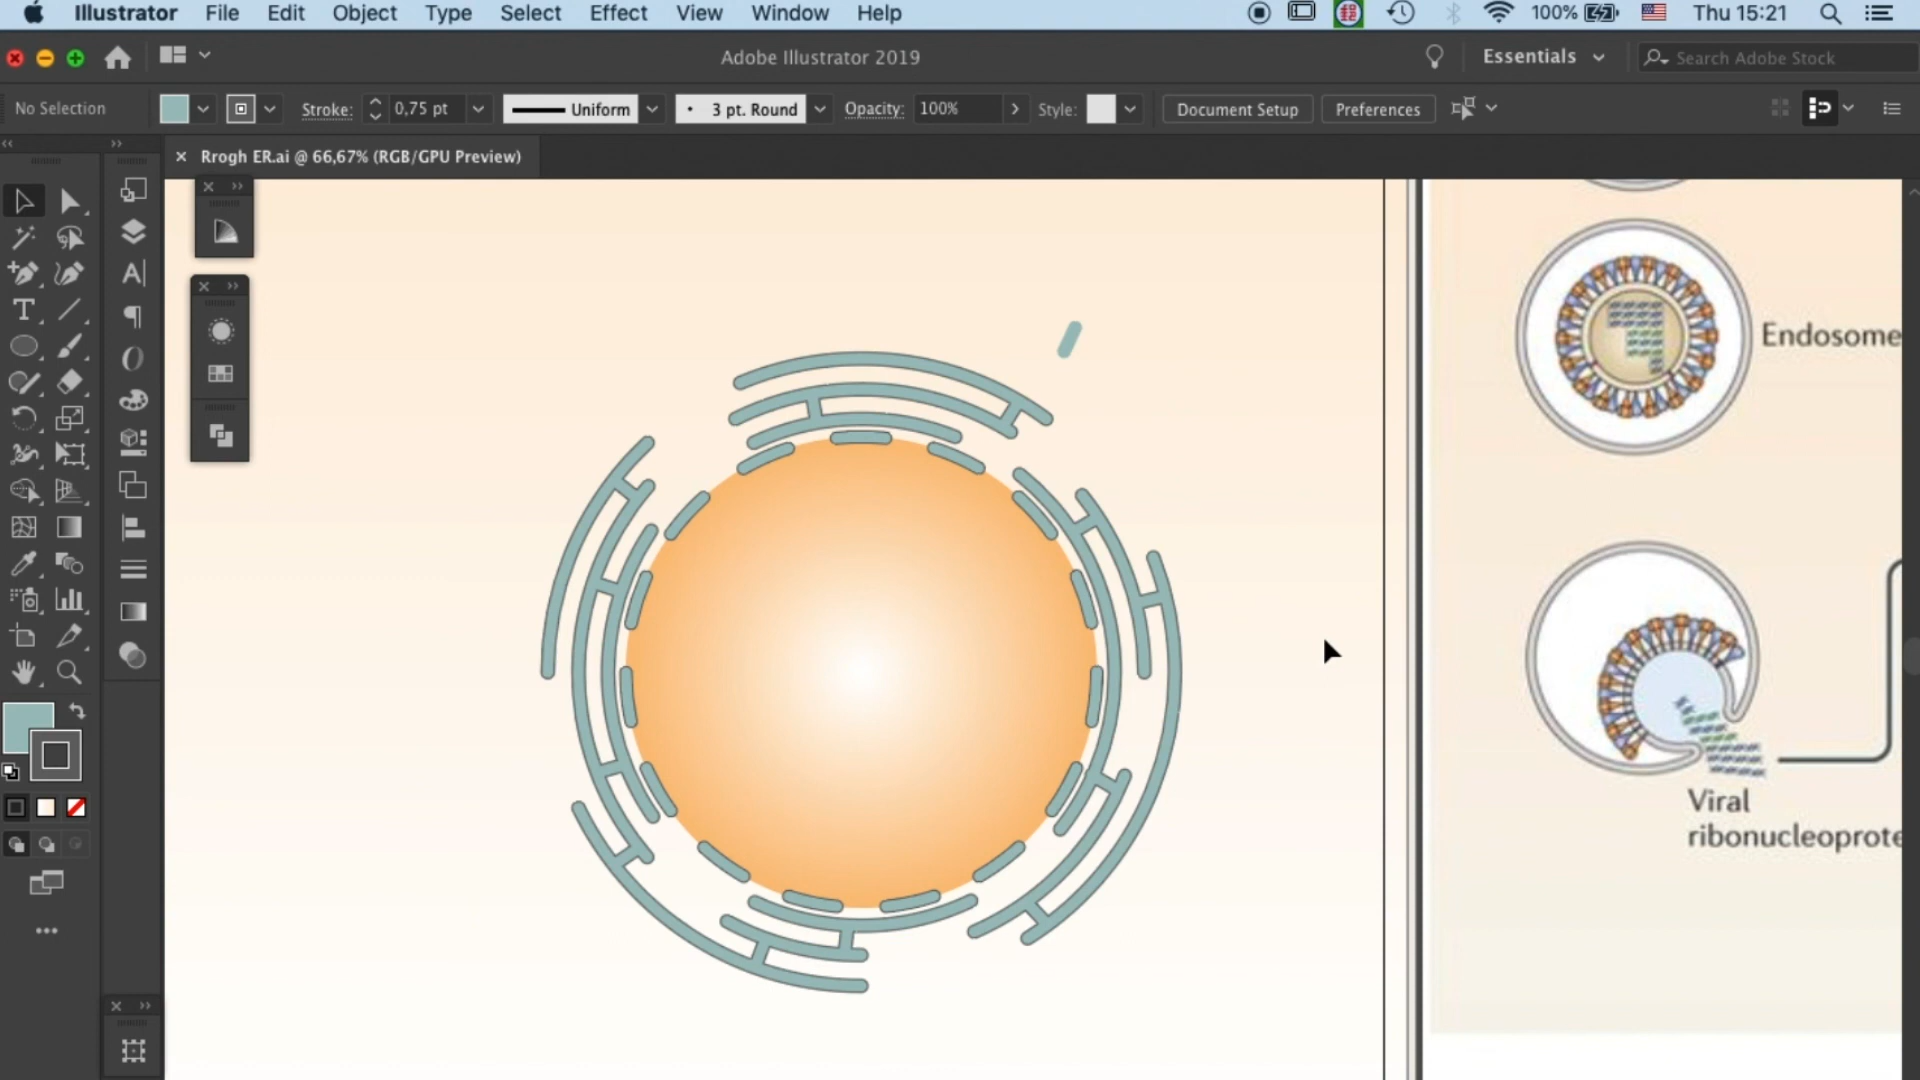 Illustrator File Edit Object Type Select Effect View Window Help 100% Thu 15:21
Adobe Illustrator 2019 Essentials Search Adobe Stock
No Selection Stroke: 0,75 pt Uniform 3 pt. Round Opacity: 100% Style: Document Setup Preferences
Rrogh ER.ai @ 66,67% (RGB/GPU Preview)
Endosome
Viral
ribonucleoprote